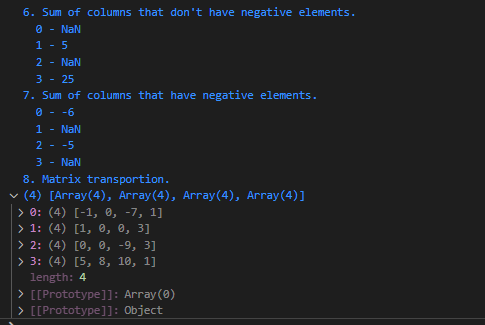 6. Sum of columns that don't have negative elements.
0 - NaN
1 - 5
2 - NaN
3 - 25
7. Sum of columns that have negative elements.
0 - -6
1 - NaN
2 - -5
3 - NaN
8. Matrix transportion.
(4) [Array(4), Array(4), Array(4), Array(4)]
0: (4) [-1, 0, -7, 1]
1: (4) [1, 0, 0, 3]
2: (4) [0, 0, -9, 3]
3: (4) [5, 8, 10, 1]
length: 4
[[Prototype]]: Array(0)
[[Prototype]]: Object